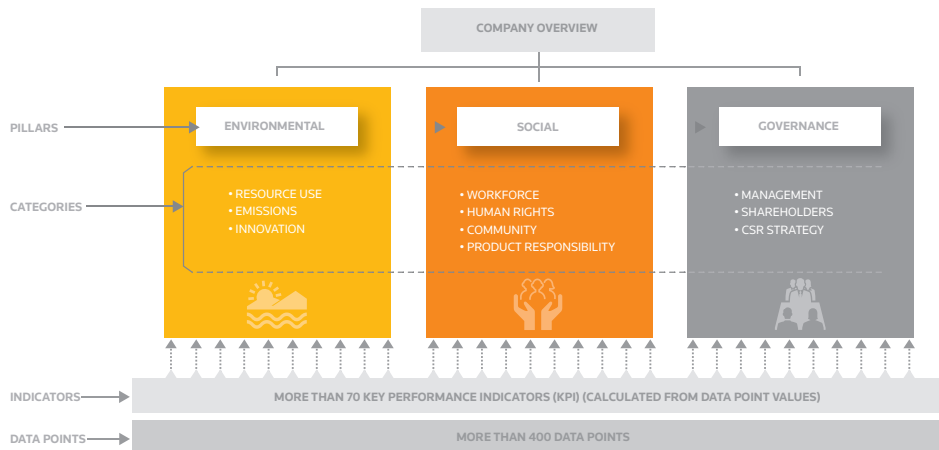 COMPANY OVERVIEW
PILLARS
ENVIRONMENTAL
SOCIAL
GOVERNANCE
CATEGORIES
• RESOURCE USE
• EMISSIONS
• INNOVATION
• WORKFORCE
• HUMAN RIGHTS
• COMMUNITY
• PRODUCT RESPONSIBILITY
• MANAGEMENT
• SHAREHOLDERS
• CSR STRATEGY
INDICATORS
MORE THAN 70 KEY PERFORMANCE INDICATORS (KPI) (CALCULATED FROM DATA POINT VALUES)
DATA POINTS
MORE THAN 400 DATA POINTS